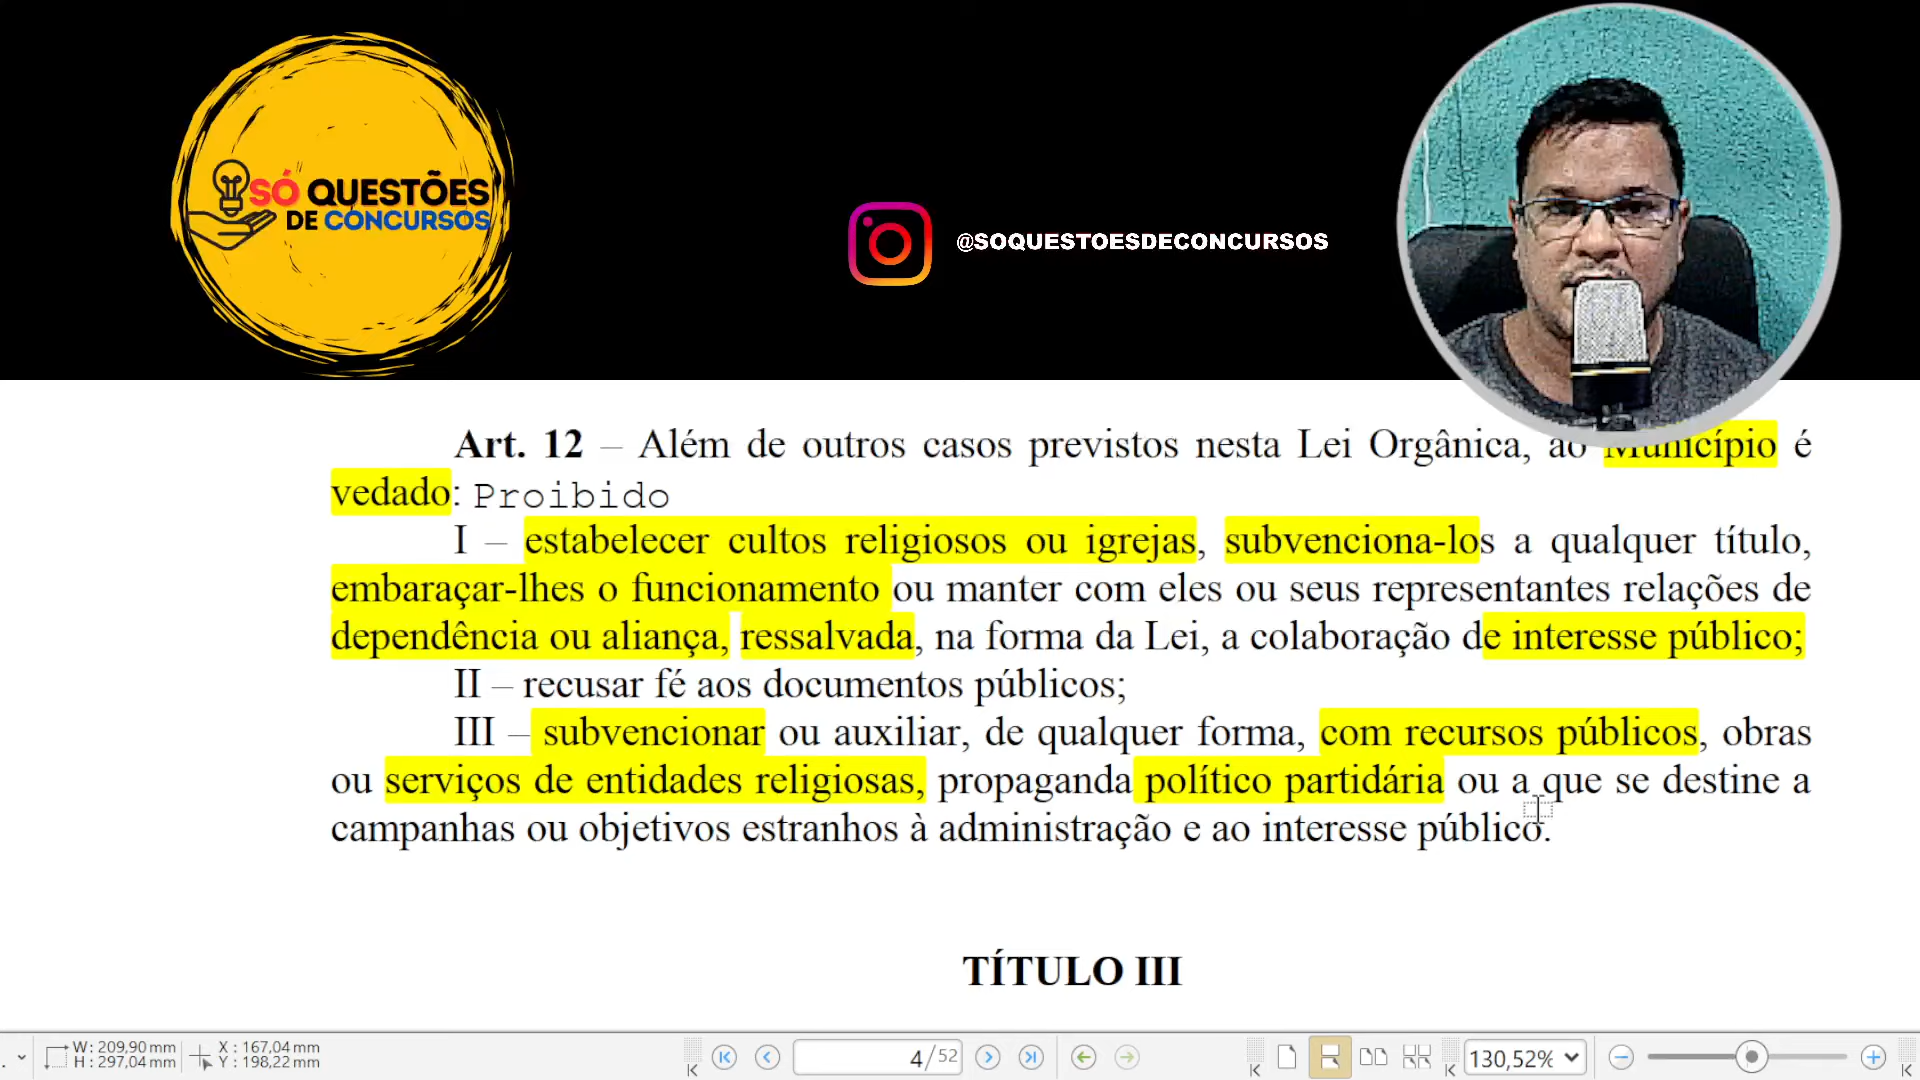 SÓ QUESTÕES
DE CONCURSOS
@SOQUESTOESDECONCURSOS
Art. 12 – Além de outros casos previstos nesta Lei Orgânica, ao Município é
vedado: Proibido
I – estabelecer cultos religiosos ou igrejas, subvenciona-los a qualquer título,
embaraçar-lhes o funcionamento ou manter com eles ou seus representantes relações de
dependência ou aliança, ressalvada, na forma da Lei, a colaboração de interesse público;
II – recusar fé aos documentos públicos;
III – subvencionar ou auxiliar, de qualquer forma, com recursos públicos, obras
ou serviços de entidades religiosas, propaganda político partidária ou a que se destine a
campanhas ou objetivos estranhos à administração e ao interesse público.
TÍTULO III
W: 209,90 mm
H: 297,04 mm
X : 167,04 mm
Y : 198,22 mm
4/52
130,52%